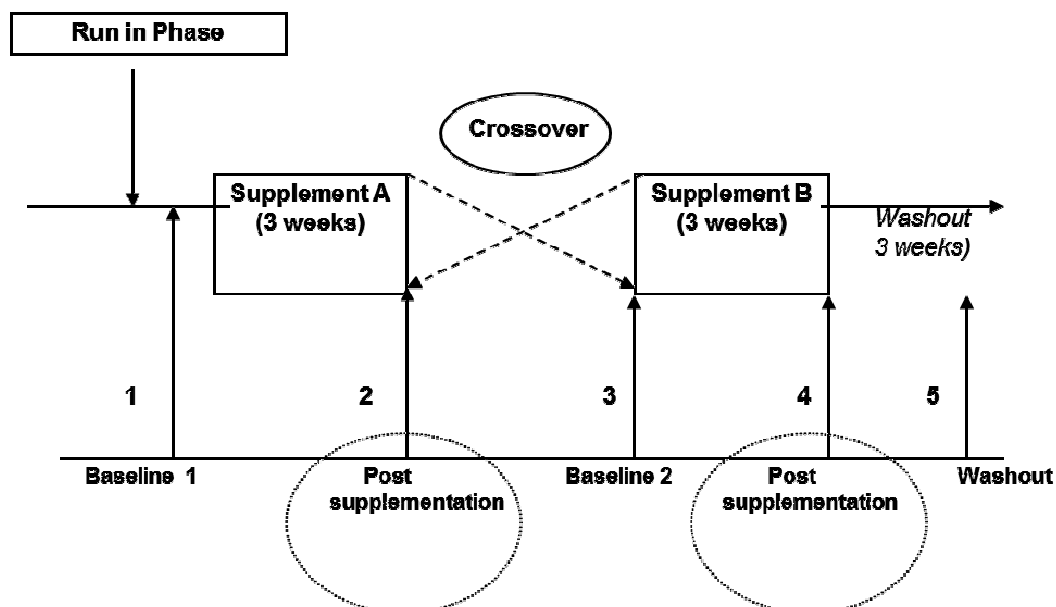 Run in Phase
Crossover
Supplement A
(3 weeks)
Supplement B
(3 weeks)
Washout
3 weeks)
1
2
3
4
5
Baseline 1
Post
supplementation
Baseline 2
Post
supplementation
Washout